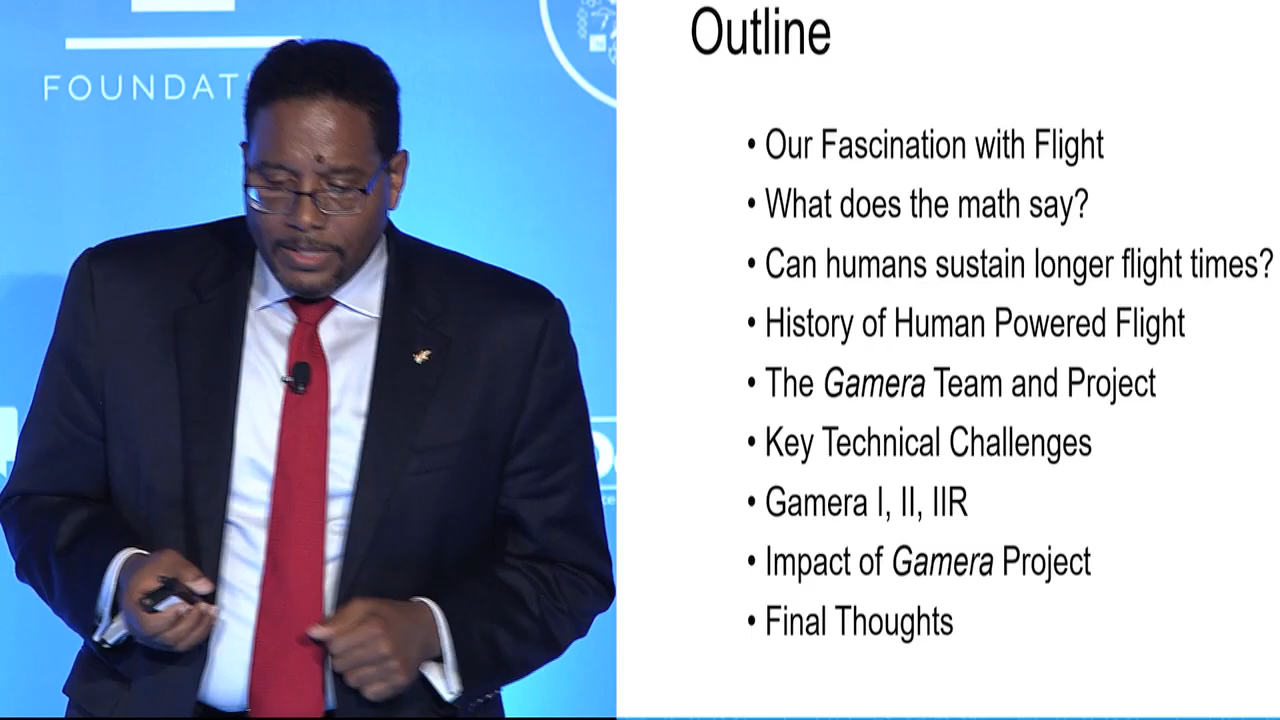 FOUNDAT
Outline
• Our Fascination with Flight
• What does the math say?
• Can humans sustain longer flight times?
• History of Human Powered Flight
• The Gamera Team and Project
• Key Technical Challenges
• Gamera I, II, IIR
• Impact of Gamera Project
• Final Thoughts